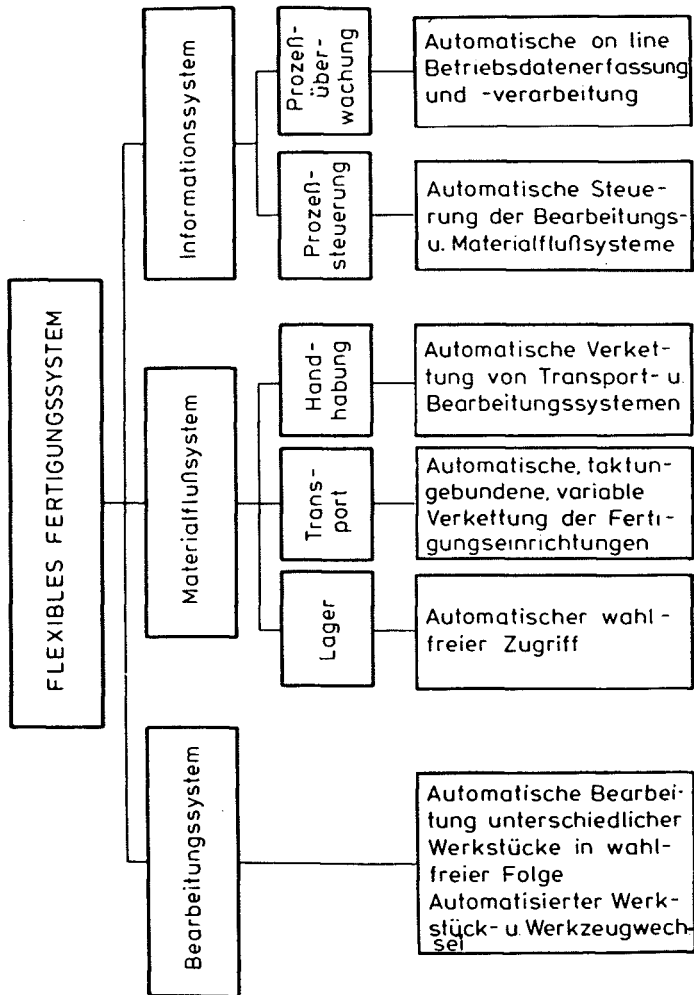 FLEXIBLES FERTIGUNGSSYSTEM
Informationssystem
Prozeß-
über-
wachung
Automatische on line
Betriebsdatenerfassung
und -verarbeitung
Prozeß-
steuerung
Automatische Steue-
rung der Bearbeitungs-
u. Materialflußsysteme
Materialflußsystem
Hand-
habung
Automatische Verket-
tung von Transport- u.
Bearbeitungssystemen
Trans-
port
Automatische, taktun-
gebundene, variable
Verkettung der Ferti-
gungseinrichtungen
Lager
Automatischer wahl-
freier Zugriff
Bearbeitungssystem
Automatische Bearbei-
tung unterschiedlicher
Werkstücke in wahl-
freier Folge
Automatisierter Werk-
stück- u. Werkzeugwech-
sel